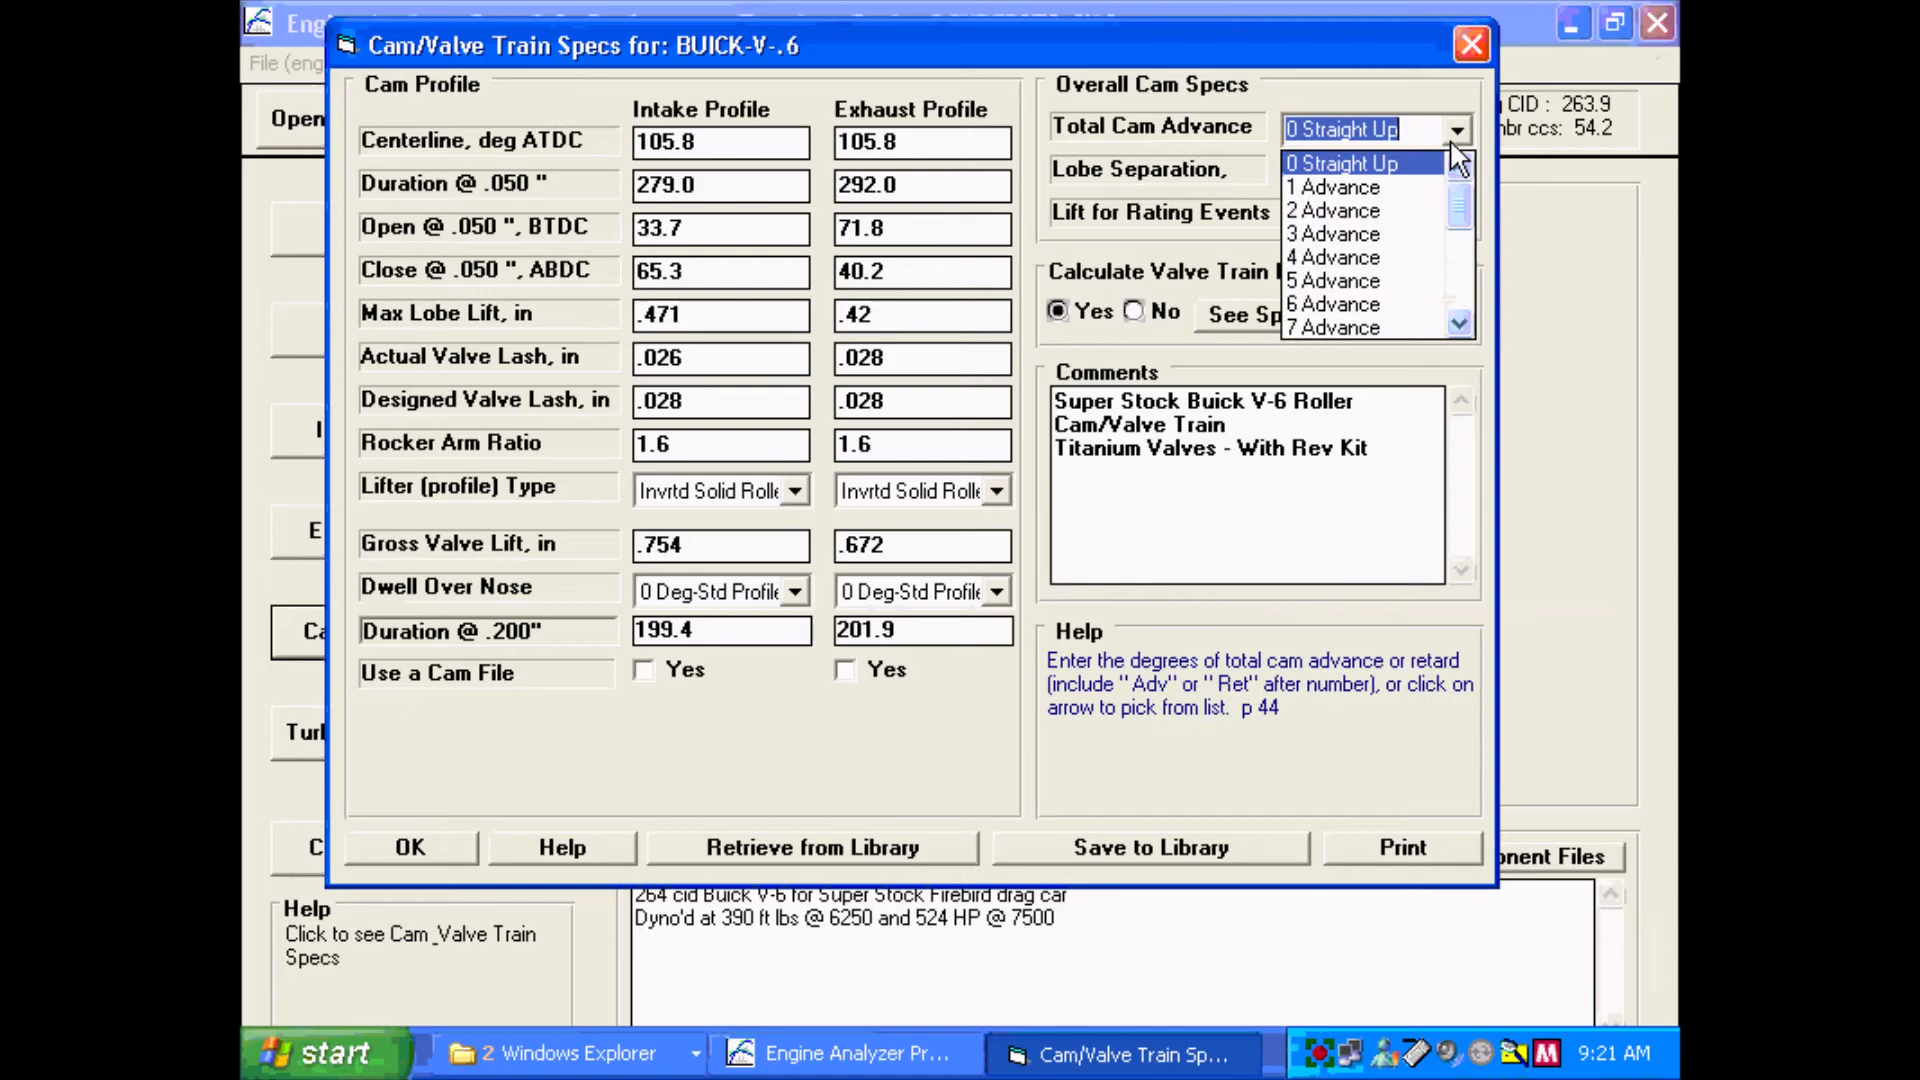 Cam/Valve Train Specs for: BUICK-V-.6
File (eng
Open
CID : 263.9
nbr ccs: 54.2
Cam Profile
Intake Profile Exhaust Profile
Centerline, deg ATDC 105.8 105.8
Duration @ .050 " 279.0 292.0
Open @ .050 ", BTDC 33.7 71.8
Close @ .050 ", ABDC 65.3 40.2
Max Lobe Lift, in .471 .42
Actual Valve Lash, in .026 .028
Designed Valve Lash, in .028 .028
Rocker Arm Ratio 1.6 1.6
Lifter (profile) Type Invrtd Solid Rolle Invrtd Solid Rolle
Gross Valve Lift, in .754 .672
Dwell Over Nose 0 Deg-Std Profile 0 Deg-Std Profile
Duration @ .200" 199.4 201.9
Use a Cam File Yes Yes
Overall Cam Specs
Total Cam Advance 0 Straight Up
Lobe Separation,
Lift for Rating Events
0 Straight Up
1 Advance
2 Advance
3 Advance
4 Advance
5 Advance
6 Advance
7 Advance
Calculate Valve Train
Yes No See Sp
Comments
Super Stock Buick V-6 Roller
Cam/Valve Train
Titanium Valves - With Rev Kit
Help
Enter the degrees of total cam advance or retard
(include " Adv" or " Ret" after number), or click on
arrow to pick from list. p 44
OK Help Retrieve from Library Save to Library Print
E
Ca
Turl
C
onent Files
Help
Click to see Cam_Valve Train
Specs
264 cid Buick V-6 for Super Stock Firebird drag car
Dyno'd at 390 ft lbs @ 6250 and 524 HP @ 7500
start 2 Windows Explorer Engine Analyzer Pr... Cam/Valve Train Sp... M 9:21 AM